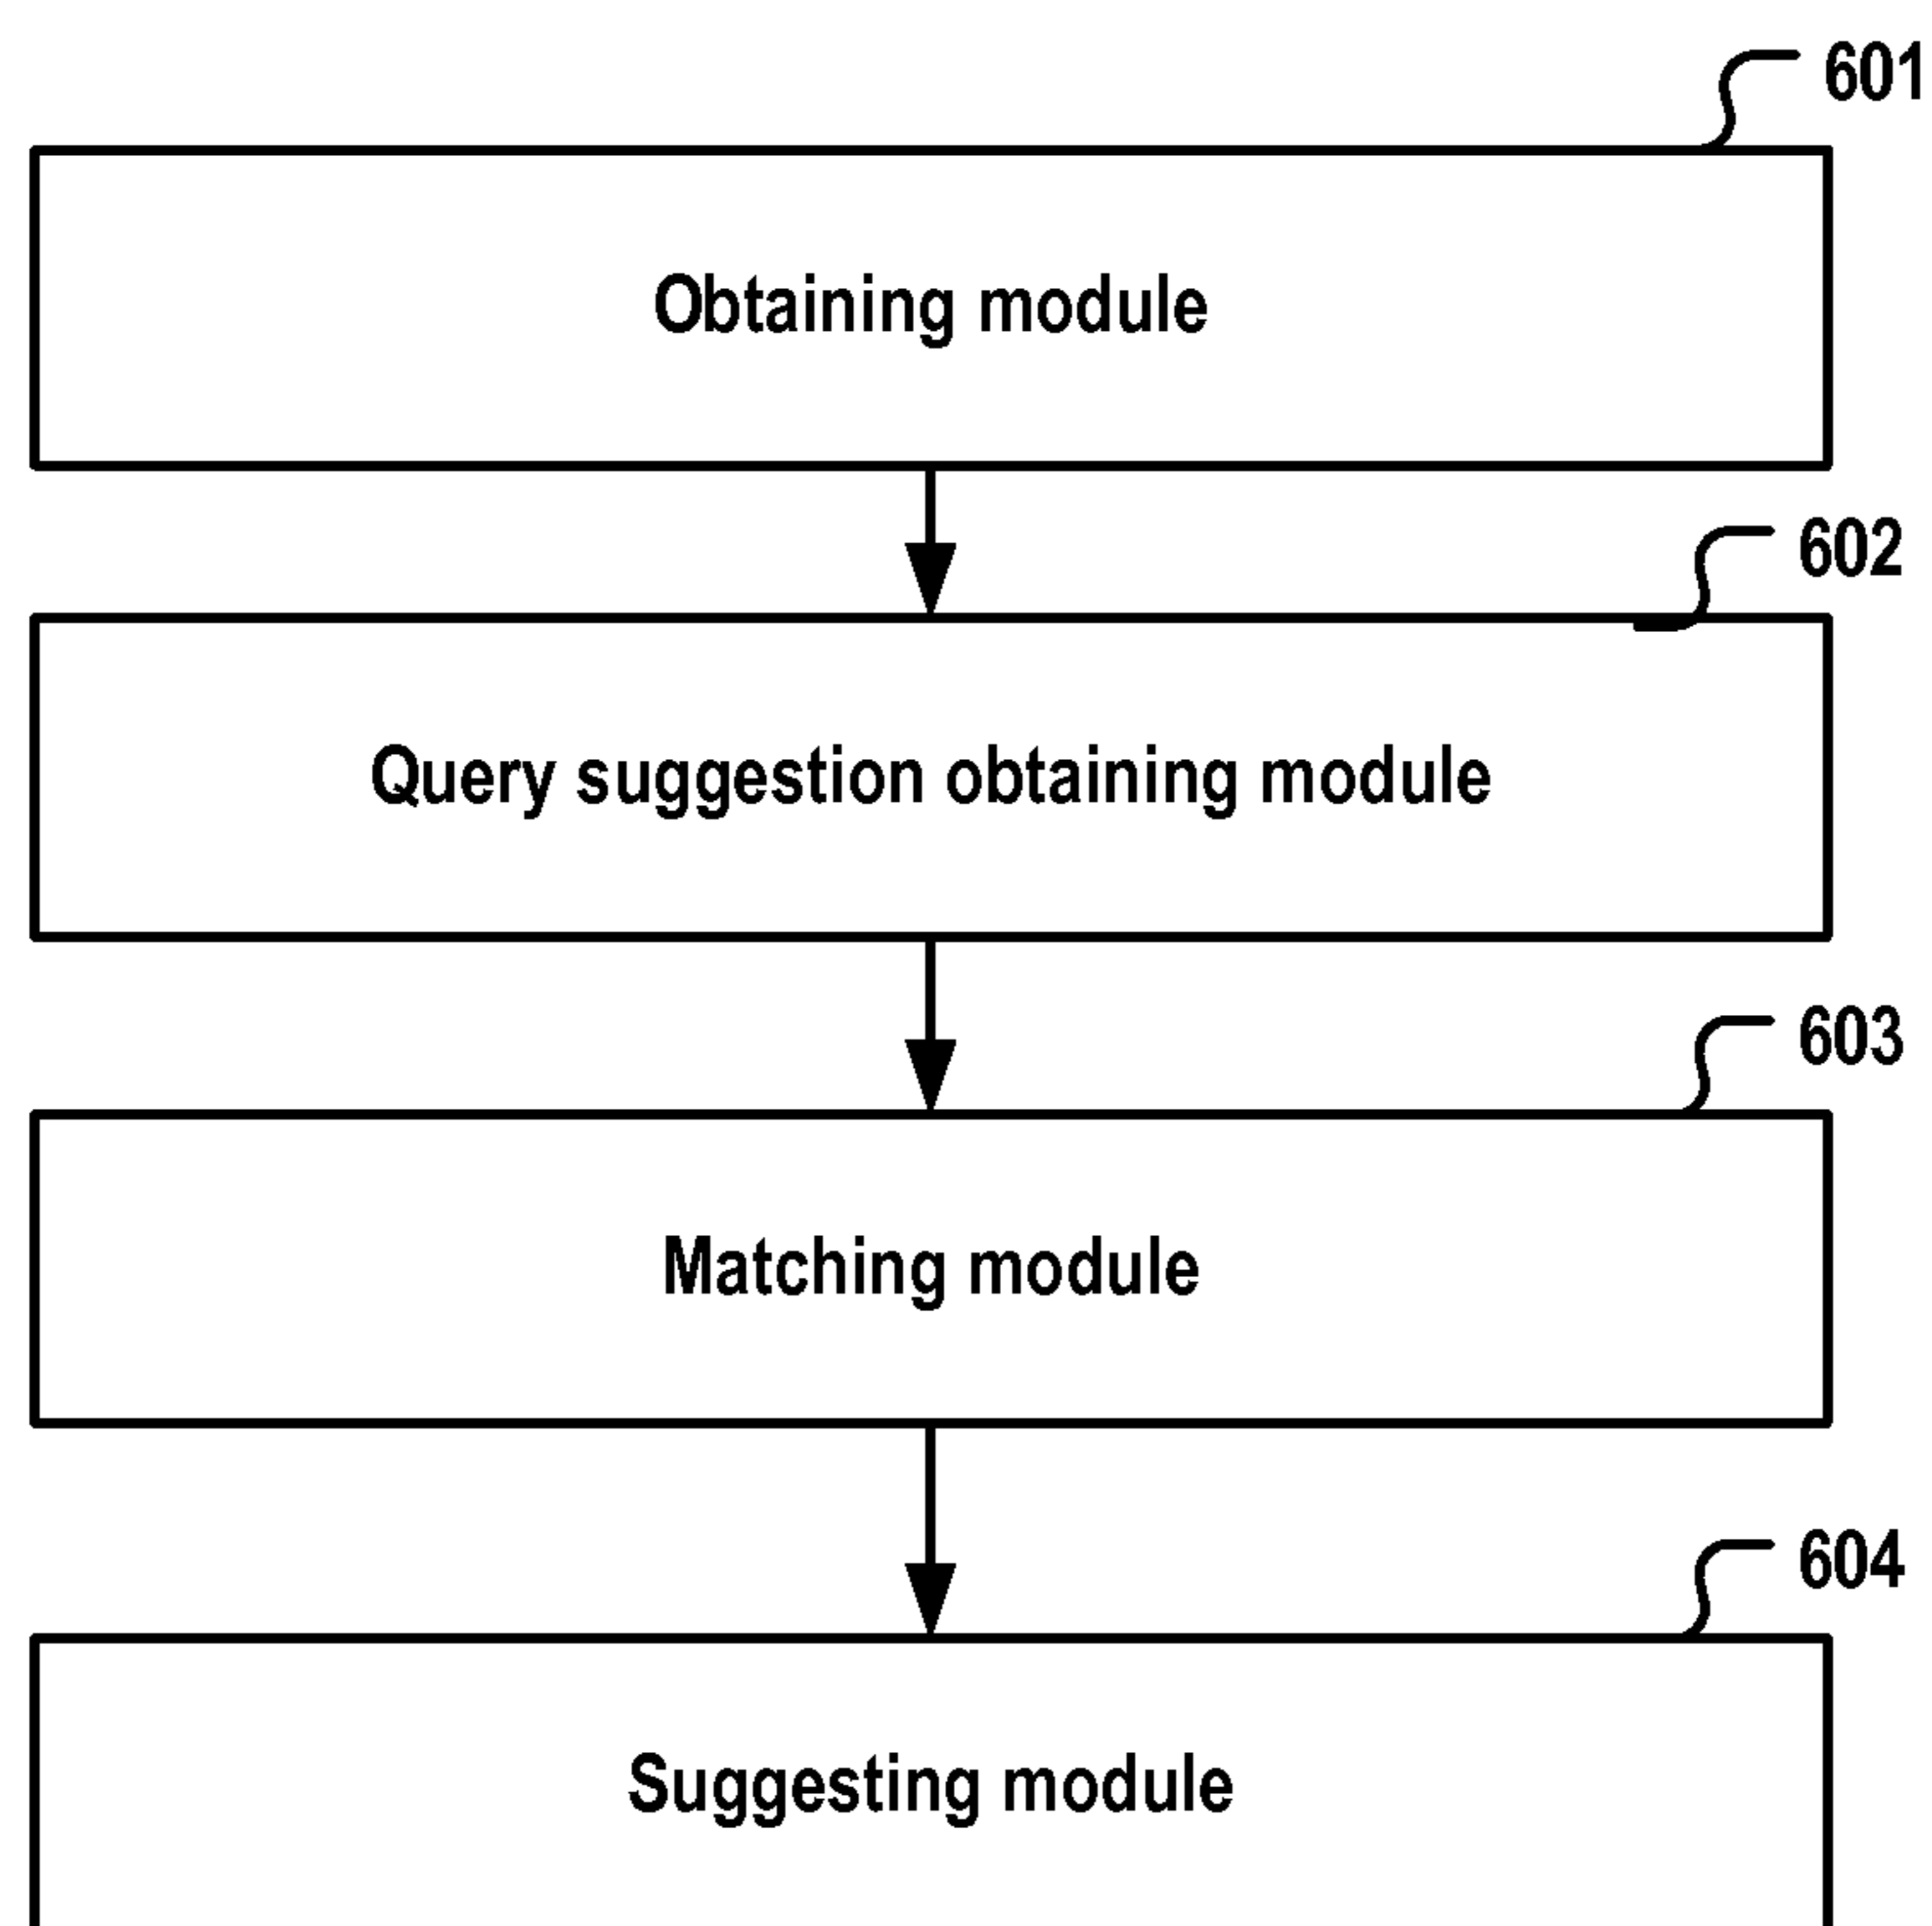 601
Obtaining module
602
Query suggestion obtaining module
603
Matching module
604
Suggesting module